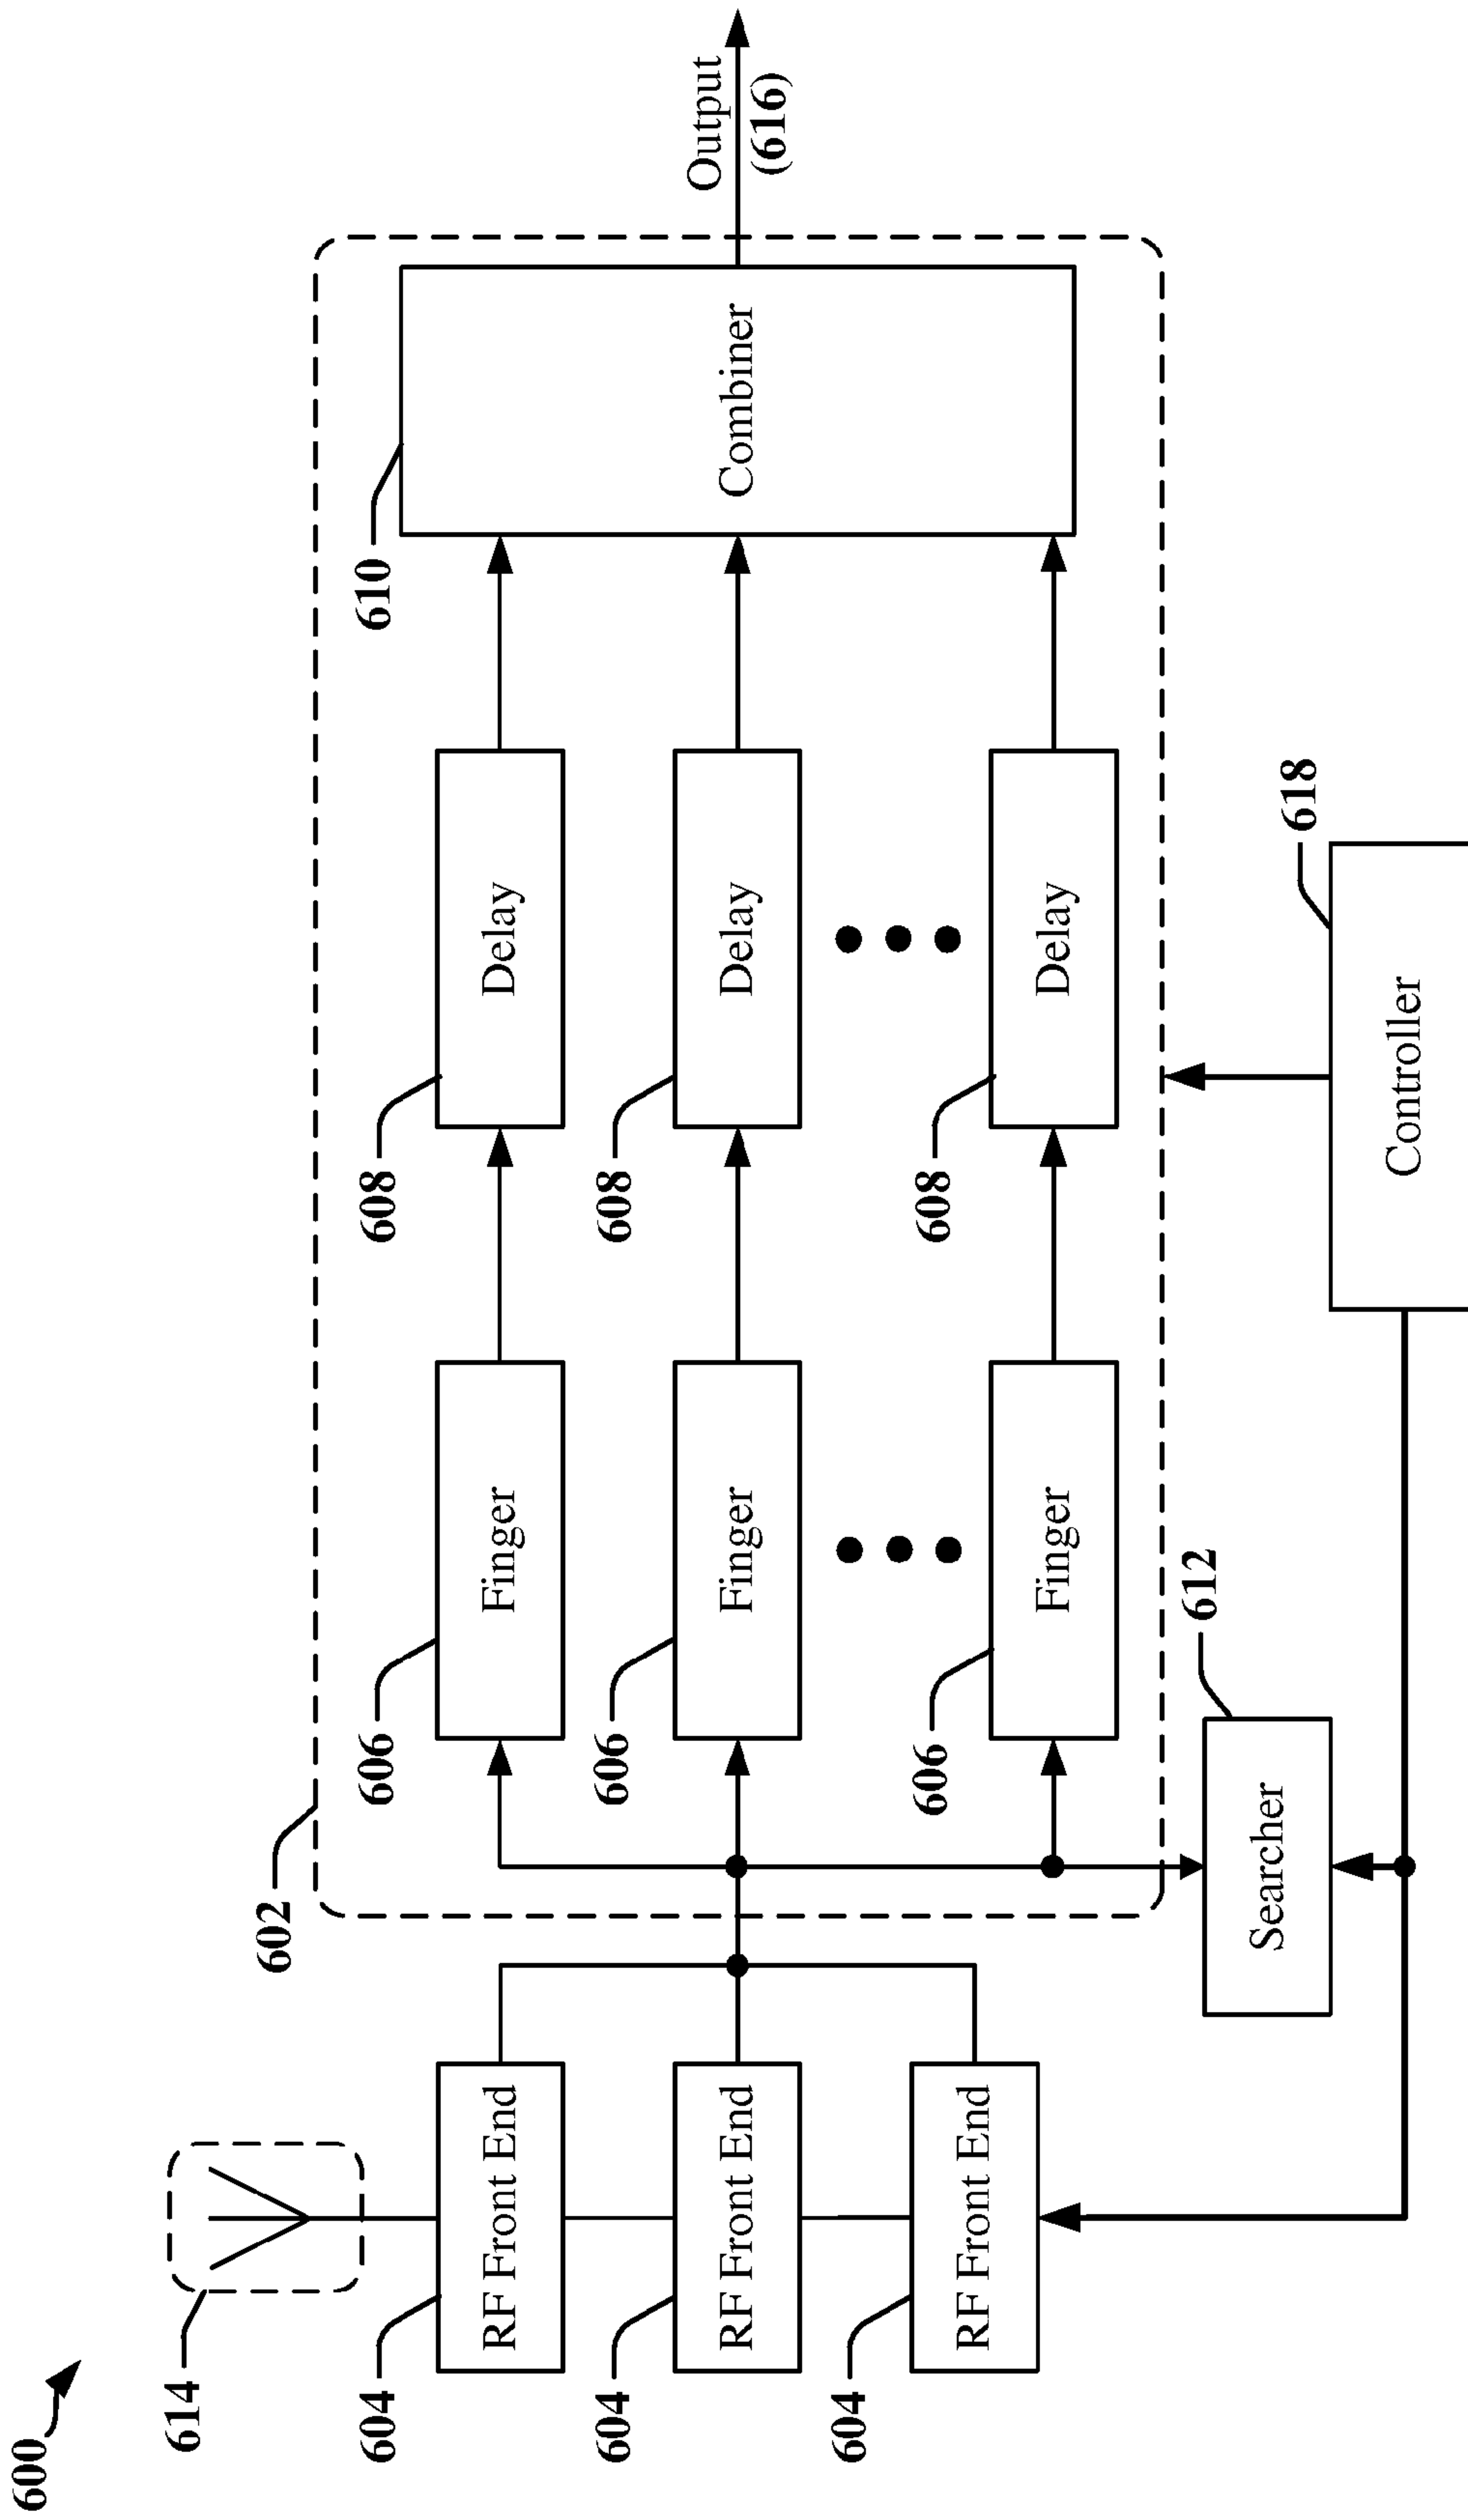 600
614
604
RF Front End
604
RF Front End
604
RF Front End
602
606
Finger
606
Finger
606
Finger
612
Searcher
608
Delay
608
Delay
608
Delay
618
Controller
610
Combiner
Output
(616)